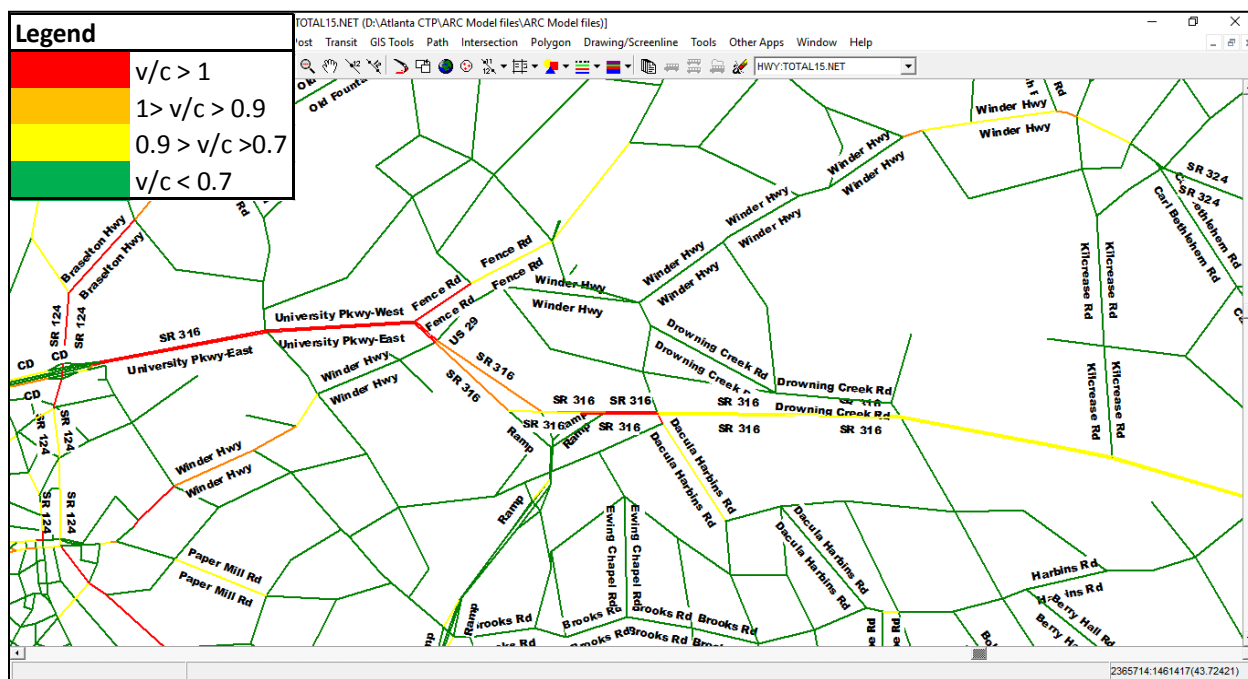 TOTAL15.NET (D:\Atlanta CTP\ARC Model files\ARC Model files)]
Legend
v/c > 1
1> v/c > 0.9
0.9 > v/c >0.7
v/c < 0.7
Post Transit GIS Tools Path Intersection Polygon Drawing/Screenline Tools Other Apps Window Help
HWY:TOTAL15.NET
Winder Hwy
Winder Hwy
SR 324
SR 324
Carl Bethlehem Rd
Winder Hwy
Winder Hwy
Winder Hwy
Winder Hwy
Winder Hwy
Winder Hwy
Kilcrease Rd
Kilcrease Rd
Kilcrease Rd
Kilcrease Rd
Braselton Hwy
Braselton Hwy
Fence Rd
Fence Rd
Fence Rd
Fence Rd
Winder Hwy
Winder Hwy
SR 124
SR 124
SR 316
University Pkwy-West
University Pkwy-East
University Pkwy-East
US 29
CD
CD
CD
Winder Hwy
Winder Hwy
Drowning Creek Rd
Drowning Creek Rd
Drowning Creek Rd
Drowning Creek Rd
SR 316
SR 316
SR 316
SR 316
SR 316
SR 316
SR 316
SR 316
SR 316
SR 316
SR 316
Ramp
Ramp
Ramp
SR 124
SR 124
SR 124
SR 124
Winder Hwy
Winder Hwy
Dacula Harbins Rd
Dacula Harbins Rd
Ramp
Ewing Chapel Rd
Ewing Chapel Rd
Dacula Harbins Rd
Dacula Harbins Rd
Paper Mill Rd
Paper Mill Rd
Harbins Rd
Berry Hall Rd
Ramp
Ramp
Brooks Rd
Brooks Rd
Brooks Rd
Brooks Rd
Brooks Rd
2365714:1461417(43.72421)